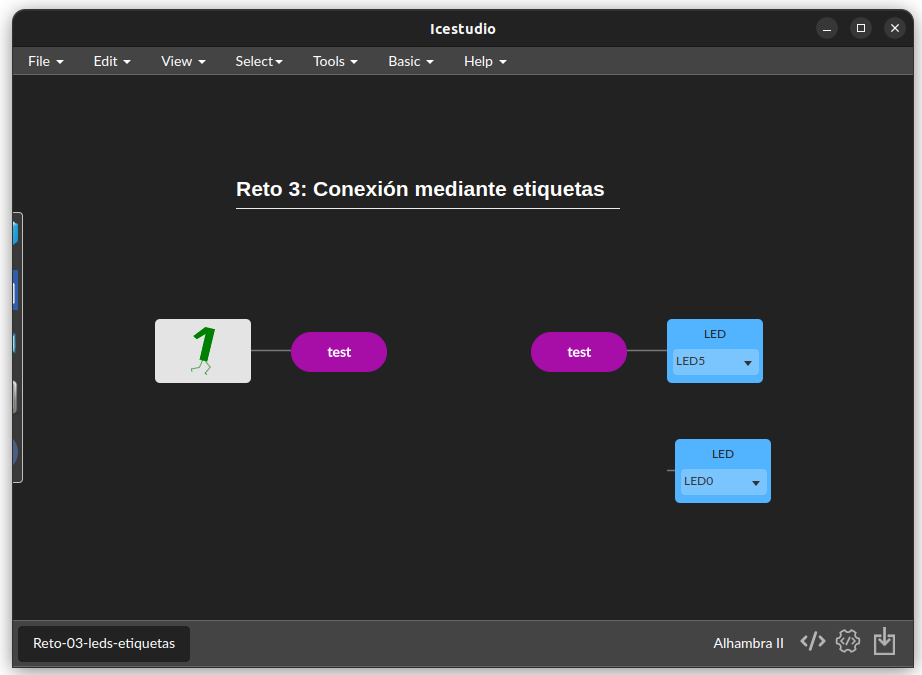 Icestudio
File Edit View Select Tools Basic Help
Reto 3: Conexión mediante etiquetas
1 test test LED
LED5
LED
LED0
Reto-03-leds-etiquetas Alhambra II </>